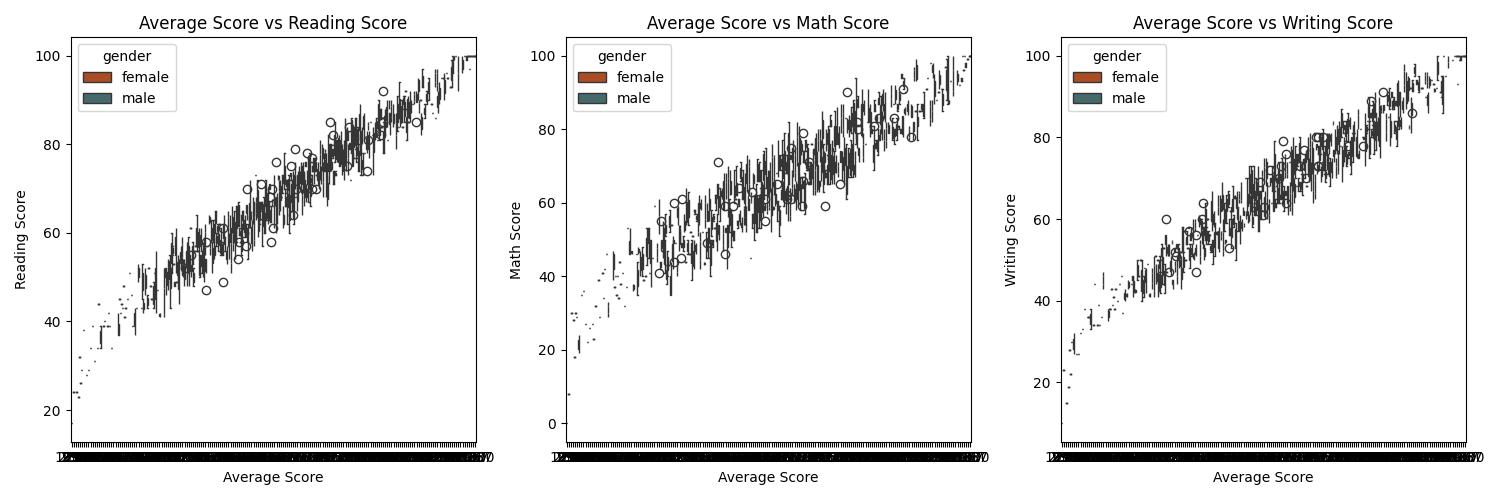 Average Score vs Reading Score
gender
female
male
100
80
60
40
20
Reading Score
Average Score
Average Score vs Math Score
gender
female
male
100
80
60
40
20
0
Math Score
Average Score
Average Score vs Writing Score
gender
female
male
100
80
60
40
20
Writing Score
Average Score